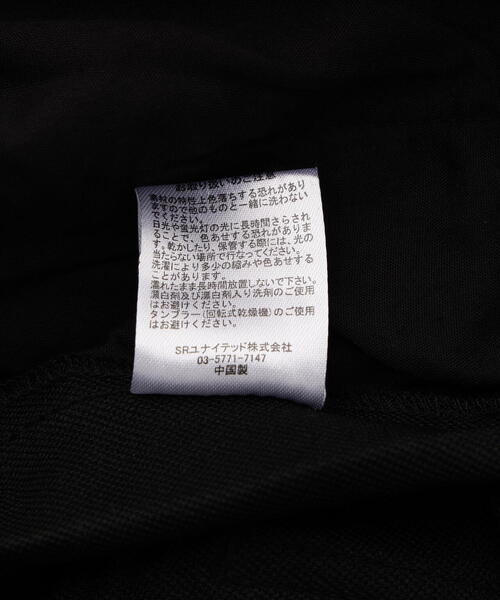 お取り扱いのご注意
素材の特性上色落ちする恐れがあり
ますので他のものと一緒に洗わない
でください。
日光や蛍光灯の光に長時間さらされ
ることで、色あせする恐れがありま
す。乾かしたり、保管する際には、光の
当たらない場所で行なってください。
洗濯により多少の縮みや色あせする
ことがあります。
濡れたまま長時間放置しないで下さい。
漂白剤及び漂白剤入り洗剤のご使用
はお避けください。
タンブラー(回転式乾燥機)のご使用
はお避けください。
SRユナイテッド株式会社
03-5771-7147
中国製